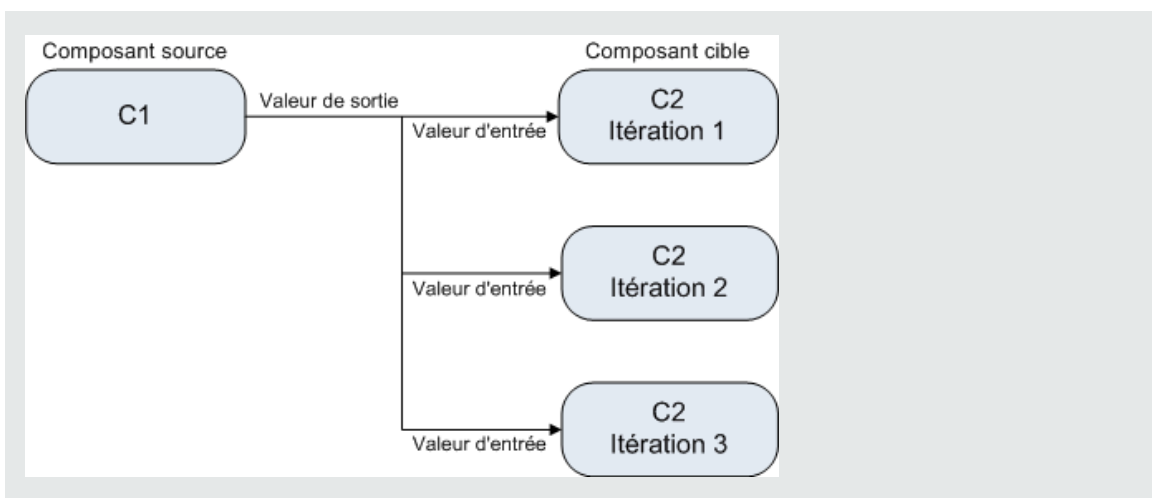 Composant source
Composant cible
C1
Valeur de sortie
Valeur d'entrée
C2
Itération 1
Valeur d'entrée
C2
Itération 2
Valeur d'entrée
C2
Itération 3